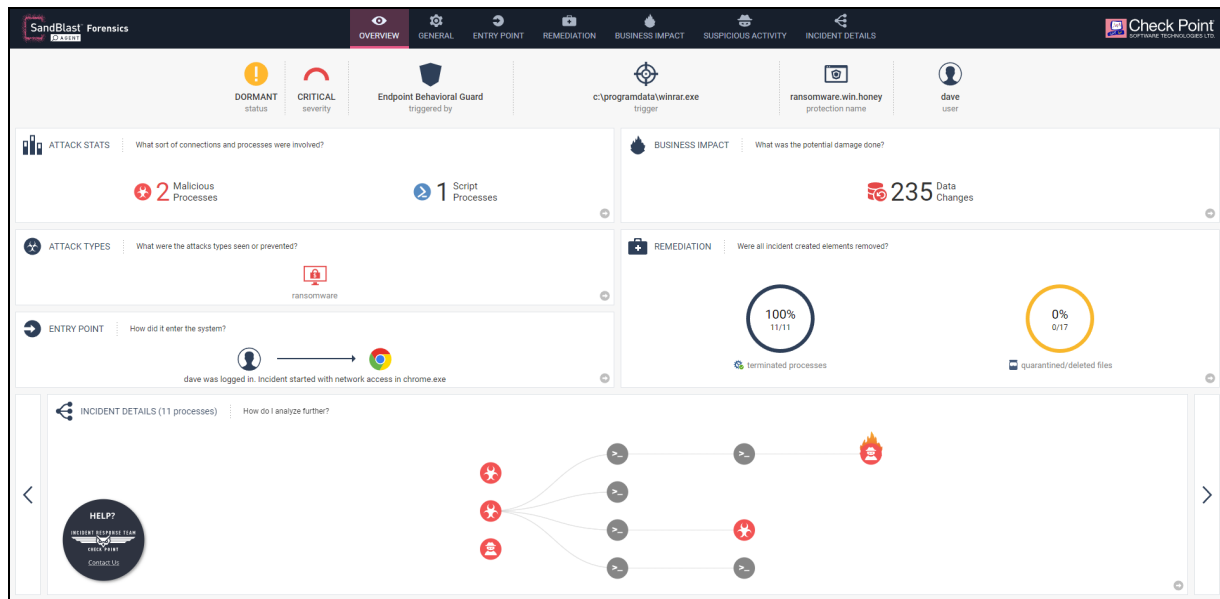 SandBlast Forensics
AGENT
OVERVIEW
GENERAL
ENTRY POINT
REMEDIATION
BUSINESS IMPACT
SUSPICIOUS ACTIVITY
INCIDENT DETAILS
Check Point
SOFTWARE TECHNOLOGIES LTD.
DORMANT
status
CRITICAL
severity
Endpoint Behavioral Guard
triggered by
c:\programdata\winrar.exe
trigger
ransomware.win.honey
protection name
dave
user
ATTACK STATS What sort of connections and processes were involved?
2 Malicious
Processes
1 Script
Processes
BUSINESS IMPACT What was the potential damage done?
235 Data
Changes
ATTACK TYPES What were the attacks types seen or prevented?
ransomware
REMEDIATION Were all incident created elements removed?
100%
11/11
terminated processes
0%
0/17
quarantined/deleted files
ENTRY POINT How did it enter the system?
dave was logged in. Incident started with network access in chrome.exe
INCIDENT DETAILS (11 processes) How do I analyze further?
HELP?
INCIDENT RESPONSE TEAM
CHECK POINT
Contact Us